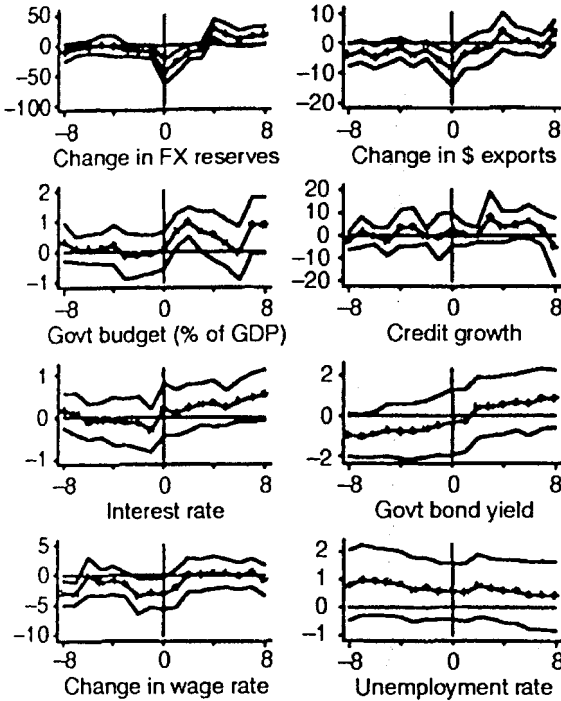 50
0
−50
−100
−8 0 8
Change in FX reserves
10
0
−10
−20
−8 0 8
Change in $ exports
2
1
0
−1
−8 0 8
Govt budget (% of GDP)
20
10
0
−10
−20
−8 0 8
Credit growth
1
0
−1
−8 0 8
Interest rate
2
0
−2
−8 0 8
Govt bond yield
5
0
−5
−10
−8 0 8
Change in wage rate
2
1
0
−1
−8 0 8
Unemployment rate